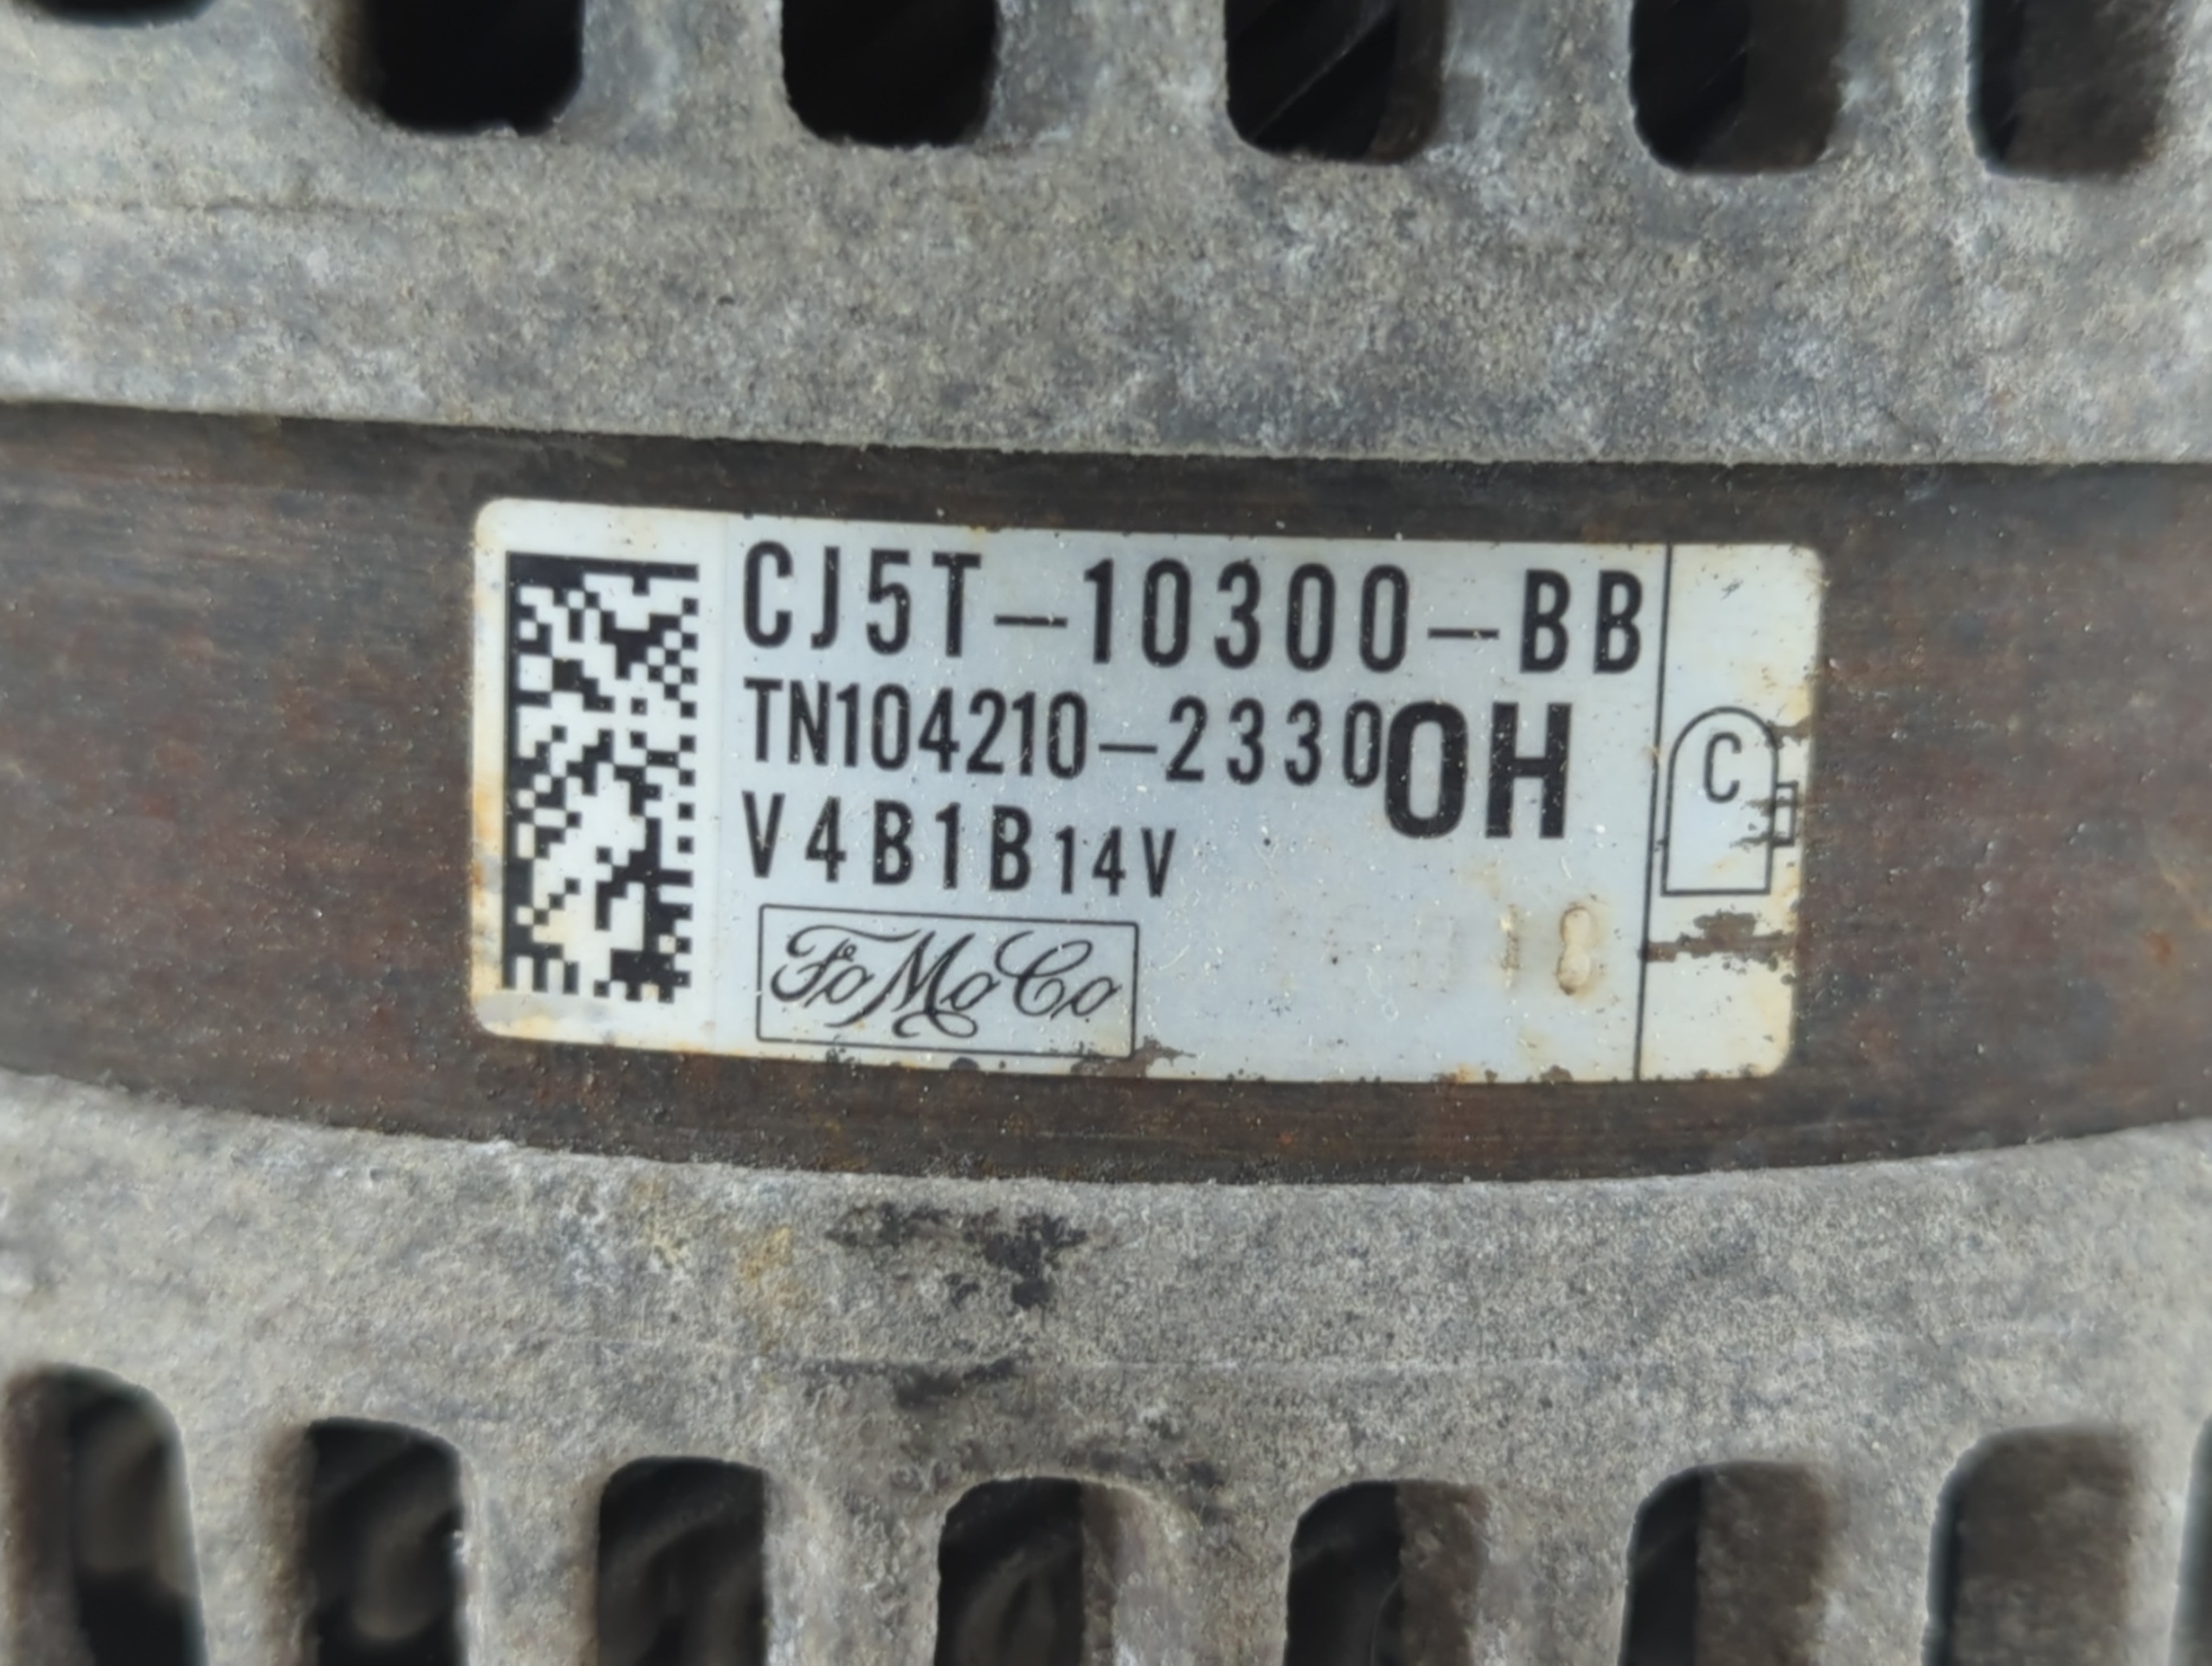 CJ5T-10300-BB
TN104210-2330 OH
V4B1B 14V
FoMoCo
C